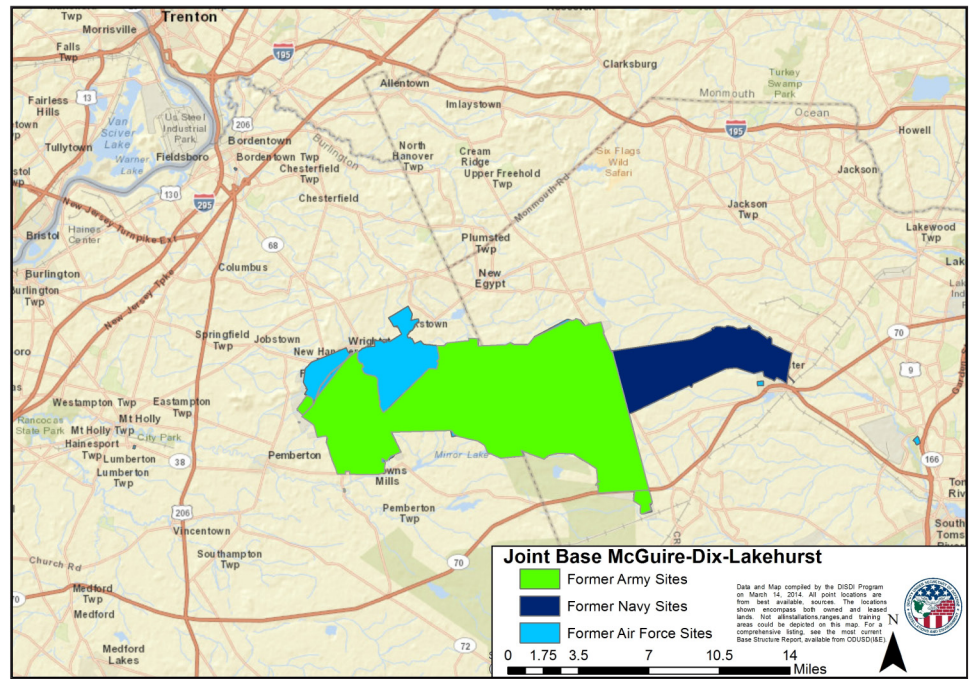 Trenton
Morrisville
Falls
Twp
195
Clarksburg
Turkey
Swamp
Park
Allentown
Monmouth
Ocean
Fairless
Hills
13
U.S. Steel
Industrial
Park
Imlaystown
Van
Sciver
Lake
206
195
Howell
Tullytown
Warner
Lake
Fieldsboro
Bordentown
Burlington
Bordentown Twp
Chesterfield
Twp
North
Hanover
Twp
Cream
Ridge
Upper Freehold
Twp
Six Flags
Wild
Safari
Jackson
130
295
Chesterfield
Monmouth Rd
Jackson
Twp
New Jersey Turnpike Ext
Bristol
Haines
Center
68
Plumsted
Twp
Lakewood
Twp
Burlington
Burlington
Twp
Columbus
New
Egypt
New Jersey Tpke
Springfield
Twp
Jobstown
70
9
Westampton Twp
Eastampton
Twp
Rancocas
State Park
Mt Holly
Mt Holly Twp
City Park
Hainesport
Twp
Lumberton
Lumberton
Twp
38
Pemberton
Mirror Lake
166
Mills
206
Pemberton
Twp
Vincentown
Southampton
Twp
70
Church Rd
Medford
Twp
Medford
Medford
Lakes
72
Joint Base McGuire-Dix-Lakehurst
Former Army Sites
Former Navy Sites
Former Air Force Sites
Data and Map compiled by the DISDI Program
on March 14, 2014. All point locations are
from best available, sources. The locations
shown encompass both owned and leased
lands. Not allinstallations,ranges,and training
areas could be depicted on this map. For a
comprehensive listing, see the most current
Base Structure Report, available from ODUSD(I&E).
N
0 1.75 3.5 7 10.5 14
Miles